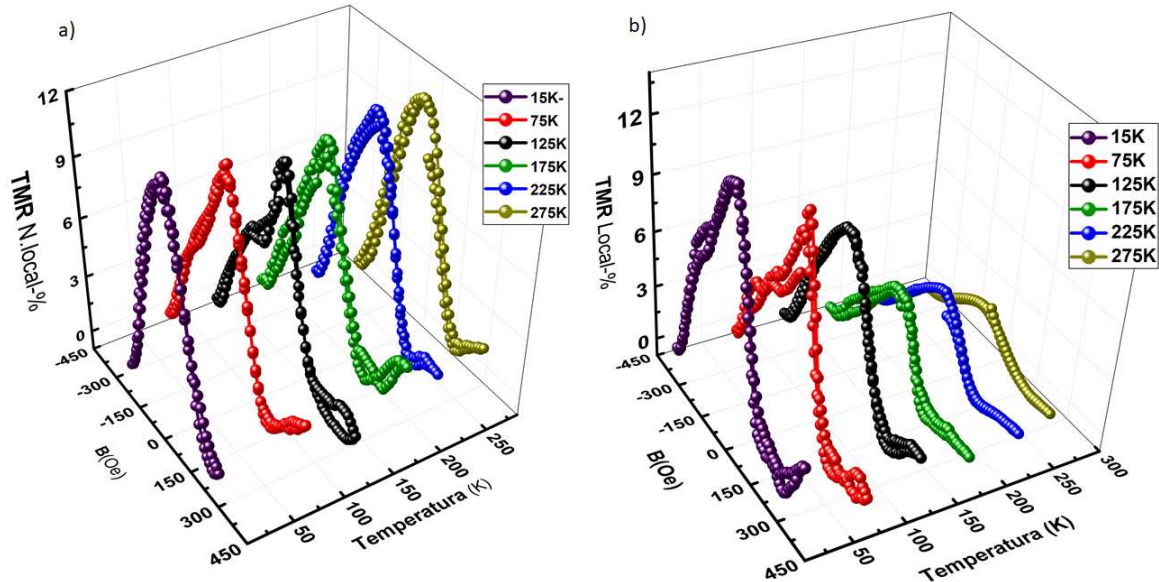 a)
12
9
6
3
0
TMR N.local-%
-450
-300
-150
0
150
300
450
B(Oe)
50
100
150
200
250
Temperatura (K)
15K-
75K
125K
175K
225K
275K
b)
12
9
6
3
0
TMR Local-%
-450
-300
-150
0
150
300
450
B(Oe)
50
100
150
200
250
300
Temperatura (K)
15K
75K
125K
175K
225K
275K